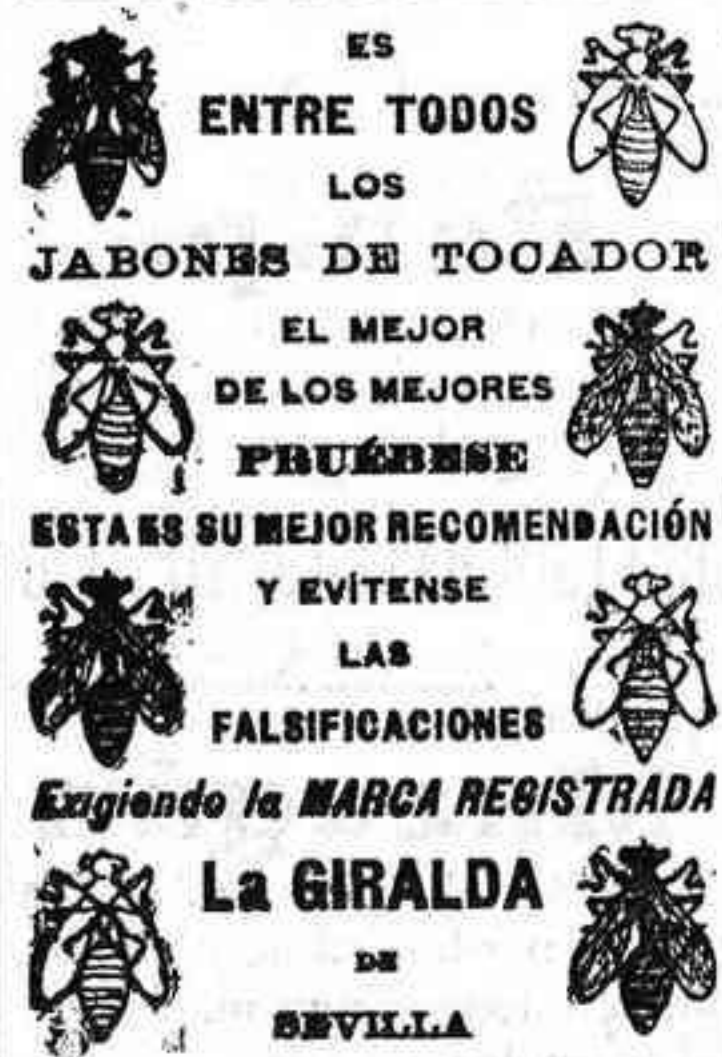 ES
ENTRE TODOS
LOS
JABONES DE TOCADOR
EL MEJOR
DE LOS MEJORES
PRUÉBESE
ESTA ES SU MEJOR RECOMENDACIÓN
Y EVÍTENSE
LAS
FALSIFICACIONES
Exigiendo la MARCA REGISTRADA
La GIRALDA
DE
SEVILLA